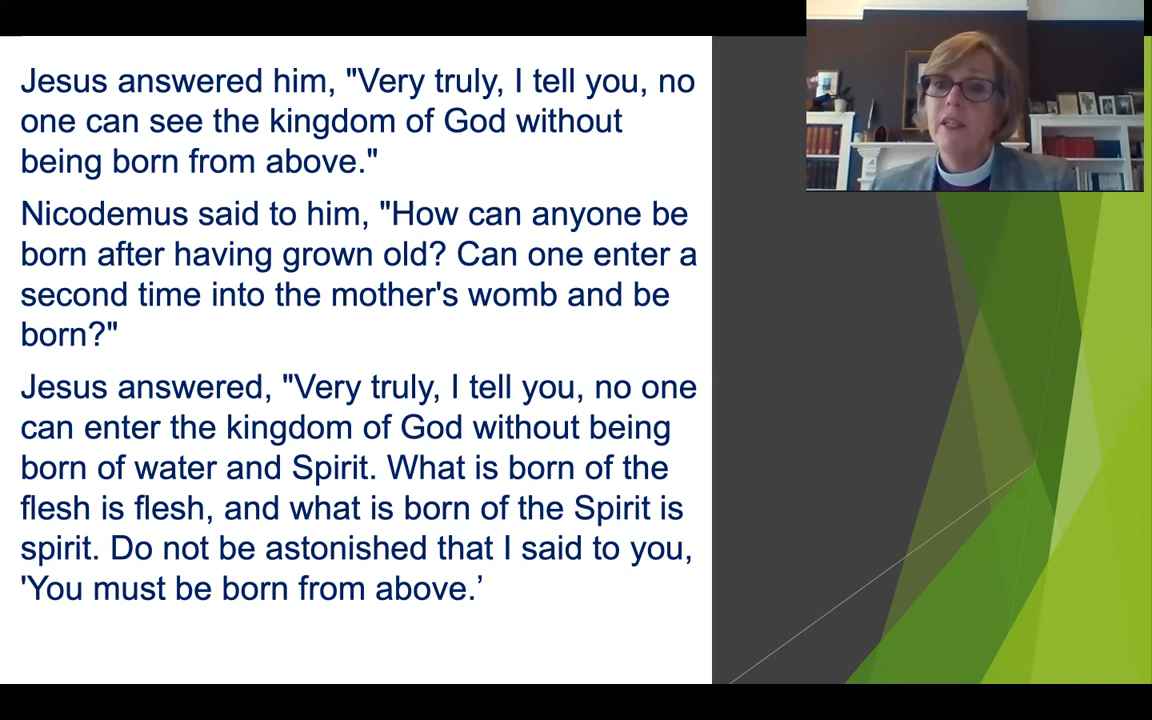 Jesus answered him, "Very truly, I tell you, no
one can see the kingdom of God without
being born from above."
Nicodemus said to him, "How can anyone be
born after having grown old? Can one enter a
second time into the mother's womb and be
born?"
Jesus answered, "Very truly, I tell you, no one
can enter the kingdom of God without being
born of water and Spirit. What is born of the
flesh is flesh, and what is born of the Spirit is
spirit. Do not be astonished that I said to you,
'You must be born from above.’